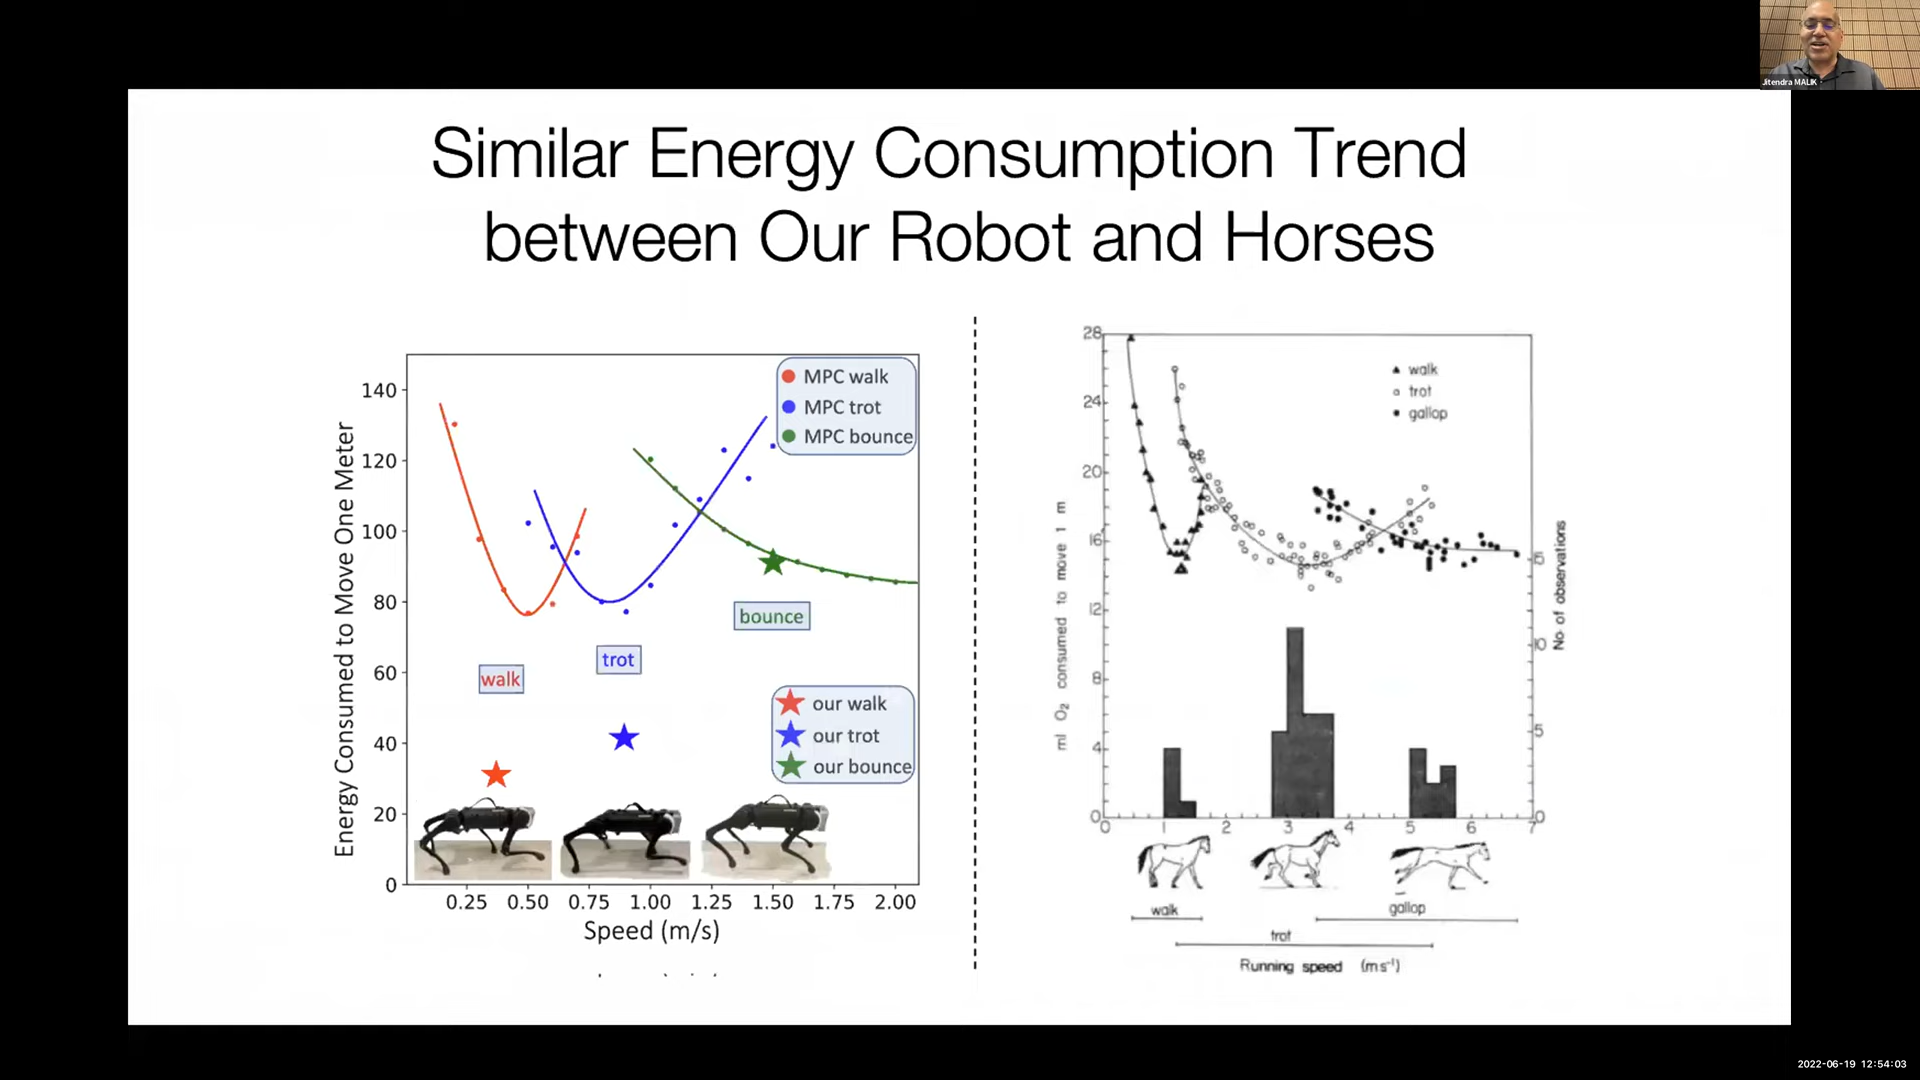 Jitendra MALIK
Similar Energy Consumption Trend
between Our Robot and Horses
Energy Consumed to Move One Meter
140
120
100
80
60
40
20
0
MPC walk
MPC trot
MPC bounce
bounce
trot
walk
our walk
our trot
our bounce
0.25 0.50 0.75 1.00 1.25 1.50 1.75 2.00
Speed (m/s)
ml O2 consumed to move 1 m
28
24
20
16
12
8
4
0
walk
trot
gallop
No. of observations
15
10
5
0
0 1 2 3 4 5 6 7
walk
gallop
trot
Running speed (m s-1)
2022-06-19 12:54:03